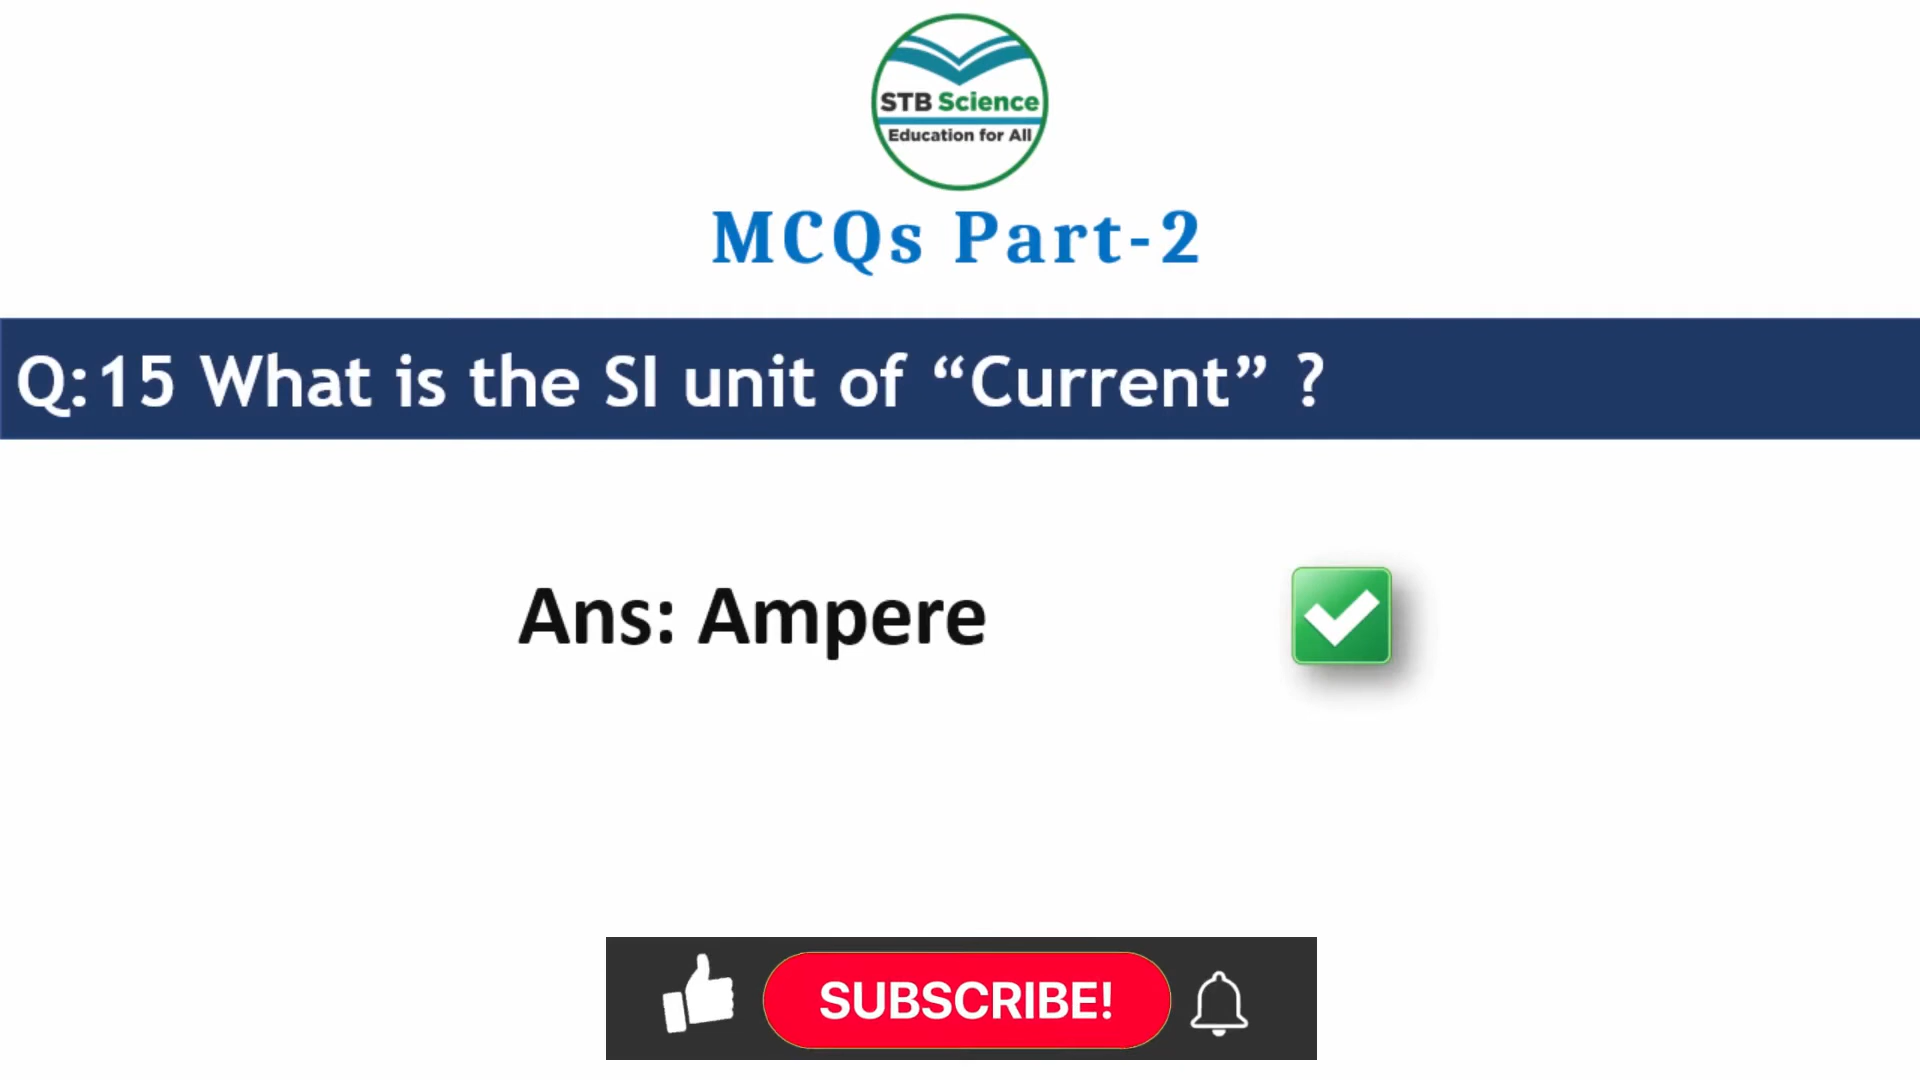 STB Science
Education for All
MCQs Part-2
Q:15 What is the SI unit of “Current” ?
Ans: Ampere
SUBSCRIBE!